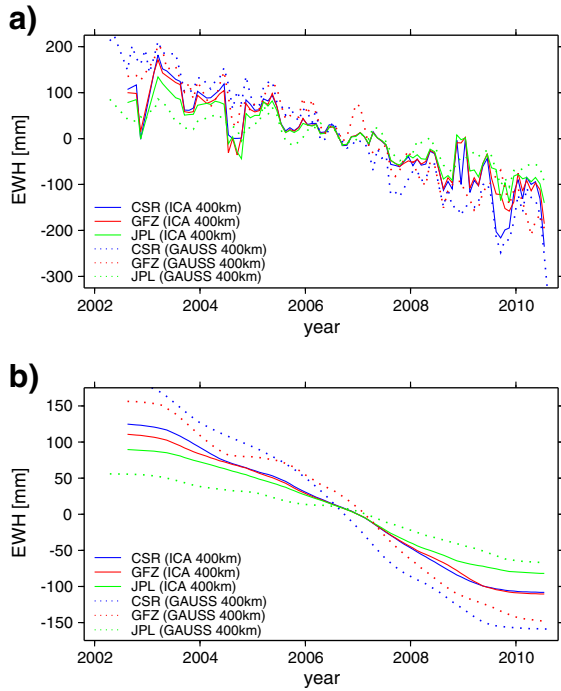 a)
200
100
0
-100
-200
-300
EWH [mm]
CSR (ICA 400km)
GFZ (ICA 400km)
JPL (ICA 400km)
CSR (GAUSS 400km)
GFZ (GAUSS 400km)
JPL (GAUSS 400km)
2002 2004 2006 2008 2010
year
b)
150
100
50
0
-50
-100
-150
EWH [mm]
CSR (ICA 400km)
GFZ (ICA 400km)
JPL (ICA 400km)
CSR (GAUSS 400km)
GFZ (GAUSS 400km)
JPL (GAUSS 400km)
2002 2004 2006 2008 2010
year